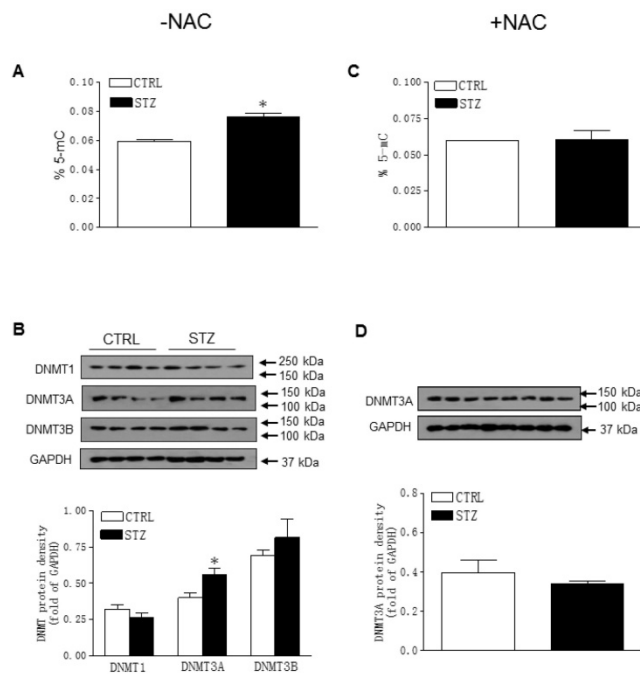 -NAC
+NAC
A
CTRL
STZ
*
0.10
0.08
0.06
0.04
0.02
0.00
% 5-mC
C
CTRL
STZ
0.100
0.075
0.050
0.025
0.000
% 5-mC
B
CTRL STZ
DNMT1
250 kDa
150 kDa
DNMT3A
150 kDa
100 kDa
DNMT3B
150 kDa
100 kDa
GAPDH
37 kDa
CTRL
STZ
*
1.00
0.75
0.50
0.25
0.00
DNMT protein density
(fold of GAPDH)
DNMT1 DNMT3A DNMT3B
D
DNMT3A
150 kDa
100 kDa
GAPDH
37 kDa
CTRL
STZ
0.8
0.6
0.4
0.2
0.0
DNMT3A protein density
(fold of GAPDH)